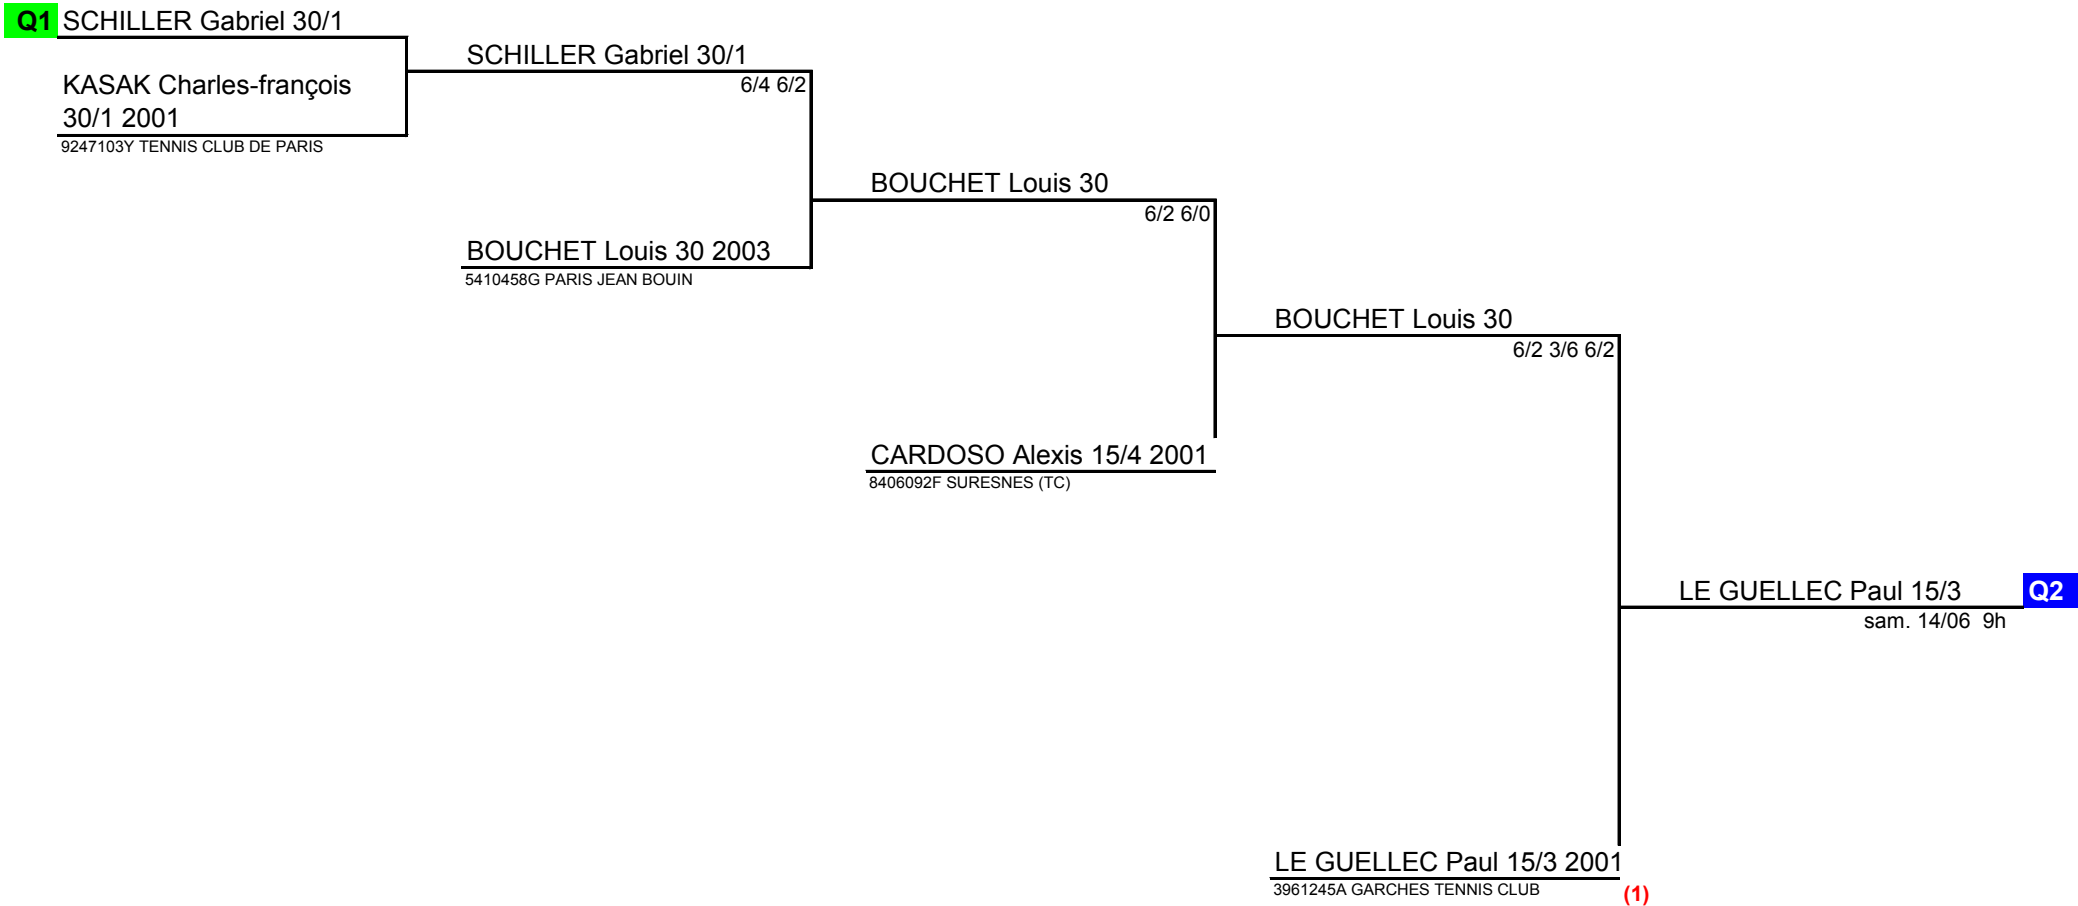 Q1 SCHILLER Gabriel 30/1
SCHILLER Gabriel 30/1
6/4 6/2
KASAK Charles-françois
30/1 2001
9247103Y TENNIS CLUB DE PARIS
BOUCHET Louis 30
6/2 6/0
BOUCHET Louis 30 2003
5410458G PARIS JEAN BOUIN
BOUCHET Louis 30
6/2 3/6 6/2
CARDOSO Alexis 15/4 2001
8406092F SURESNES (TC)
LE GUELLEC Paul 15/3 Q2
sam. 14/06 9h
LE GUELLEC Paul 15/3 2001
3961245A GARCHES TENNIS CLUB (1)